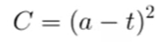 C = (a − t)²